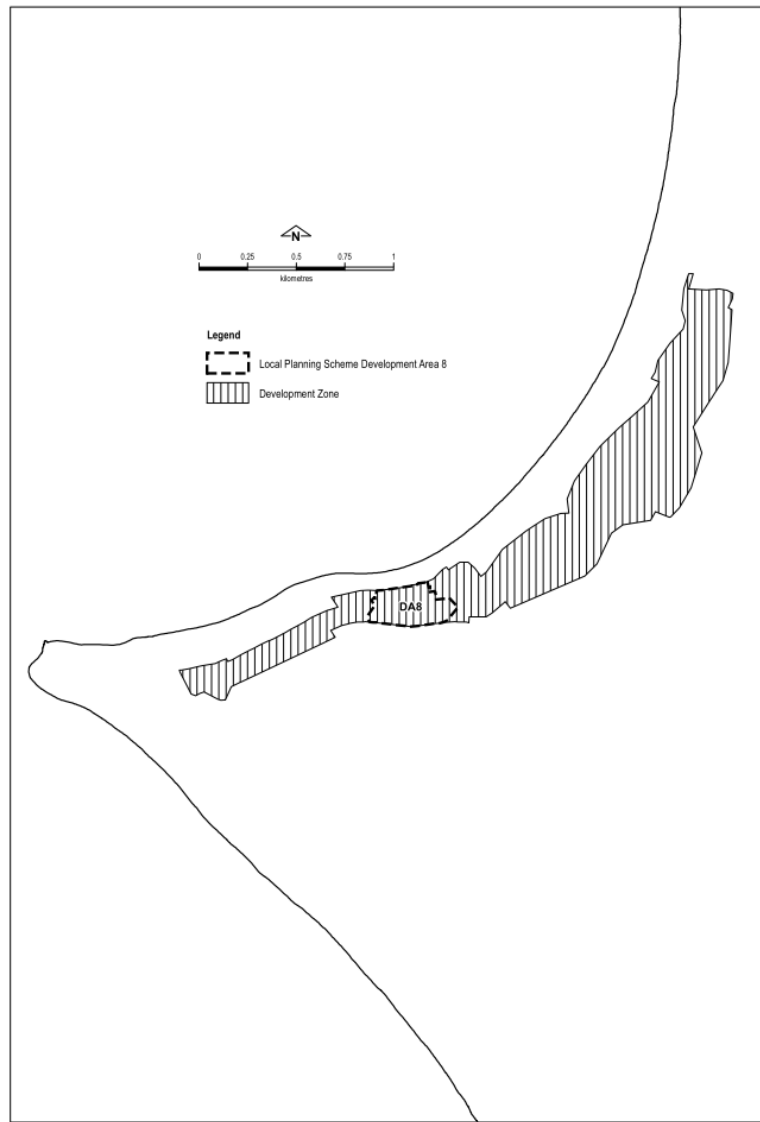 N
0 0.25 0.5 0.75 1
kilometres
Legend
Local Planning Scheme Development Area 8
Development Zone
DA8